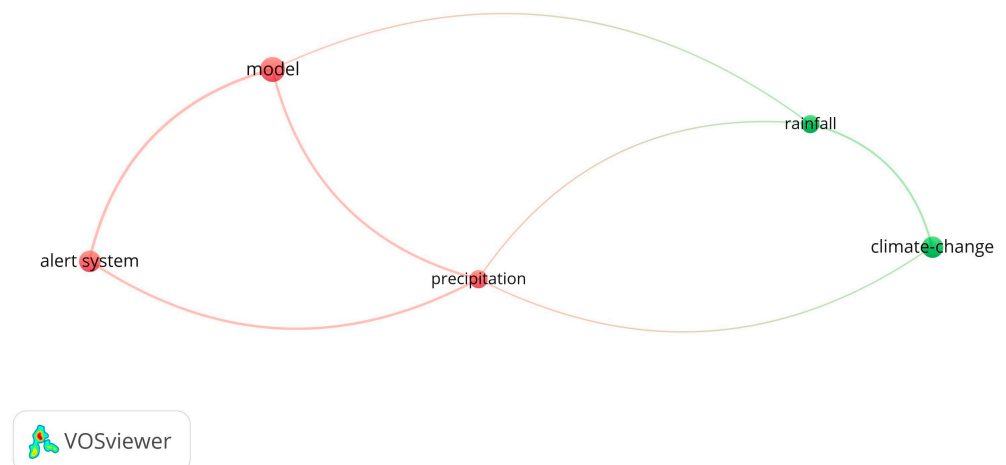 model
rainfall
climate-change
alert system
precipitation
VOSviewer